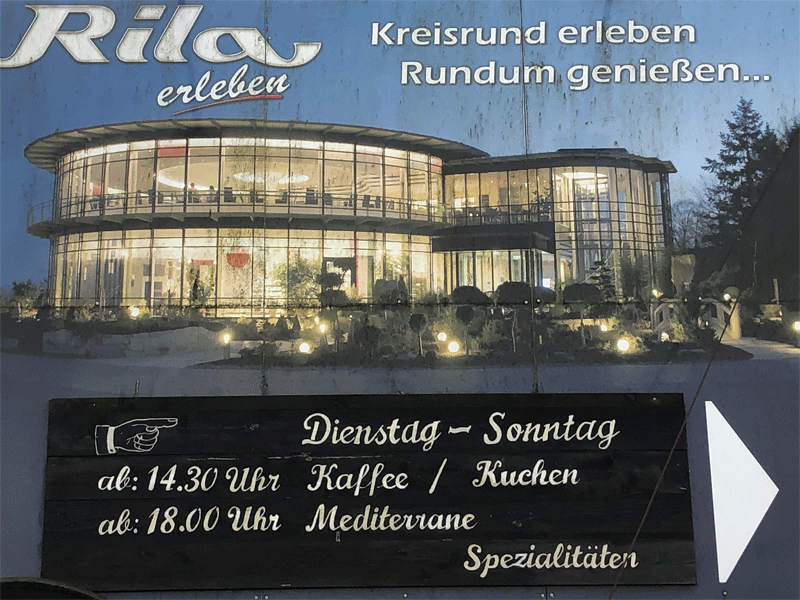 Rila
erleben
Kreisrund erleben
Rundum genießen...
Dienstag - Sonntag
ab: 14.30 Uhr Kaffee / Kuchen
ab: 18.00 Uhr Mediterrane
Spezialitäten